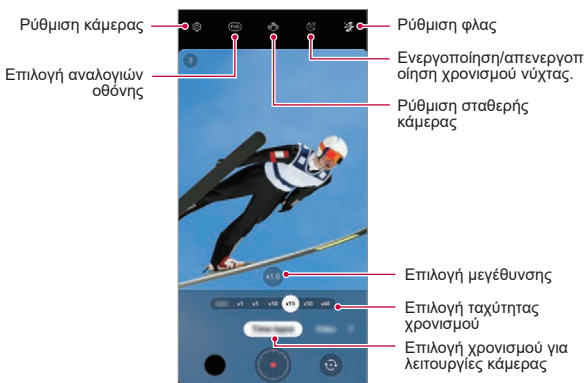 Ρύθμιση κάμερας
Επιλογή αναλογιών
οθόνης
Ρύθμιση φλας
Ενεργοποίηση/απενεργοπ
οίηση χρονισμού νύχτας.
Ρύθμιση σταθερής
κάμερας
FHD
?
x1.0
x1 x5 x10 x15 x30 x60
Time-lapse Video
Επιλογή μεγέθυνσης
Επιλογή ταχύτητας
χρονισμού
Επιλογή χρονισμού για
λειτουργίες κάμερας